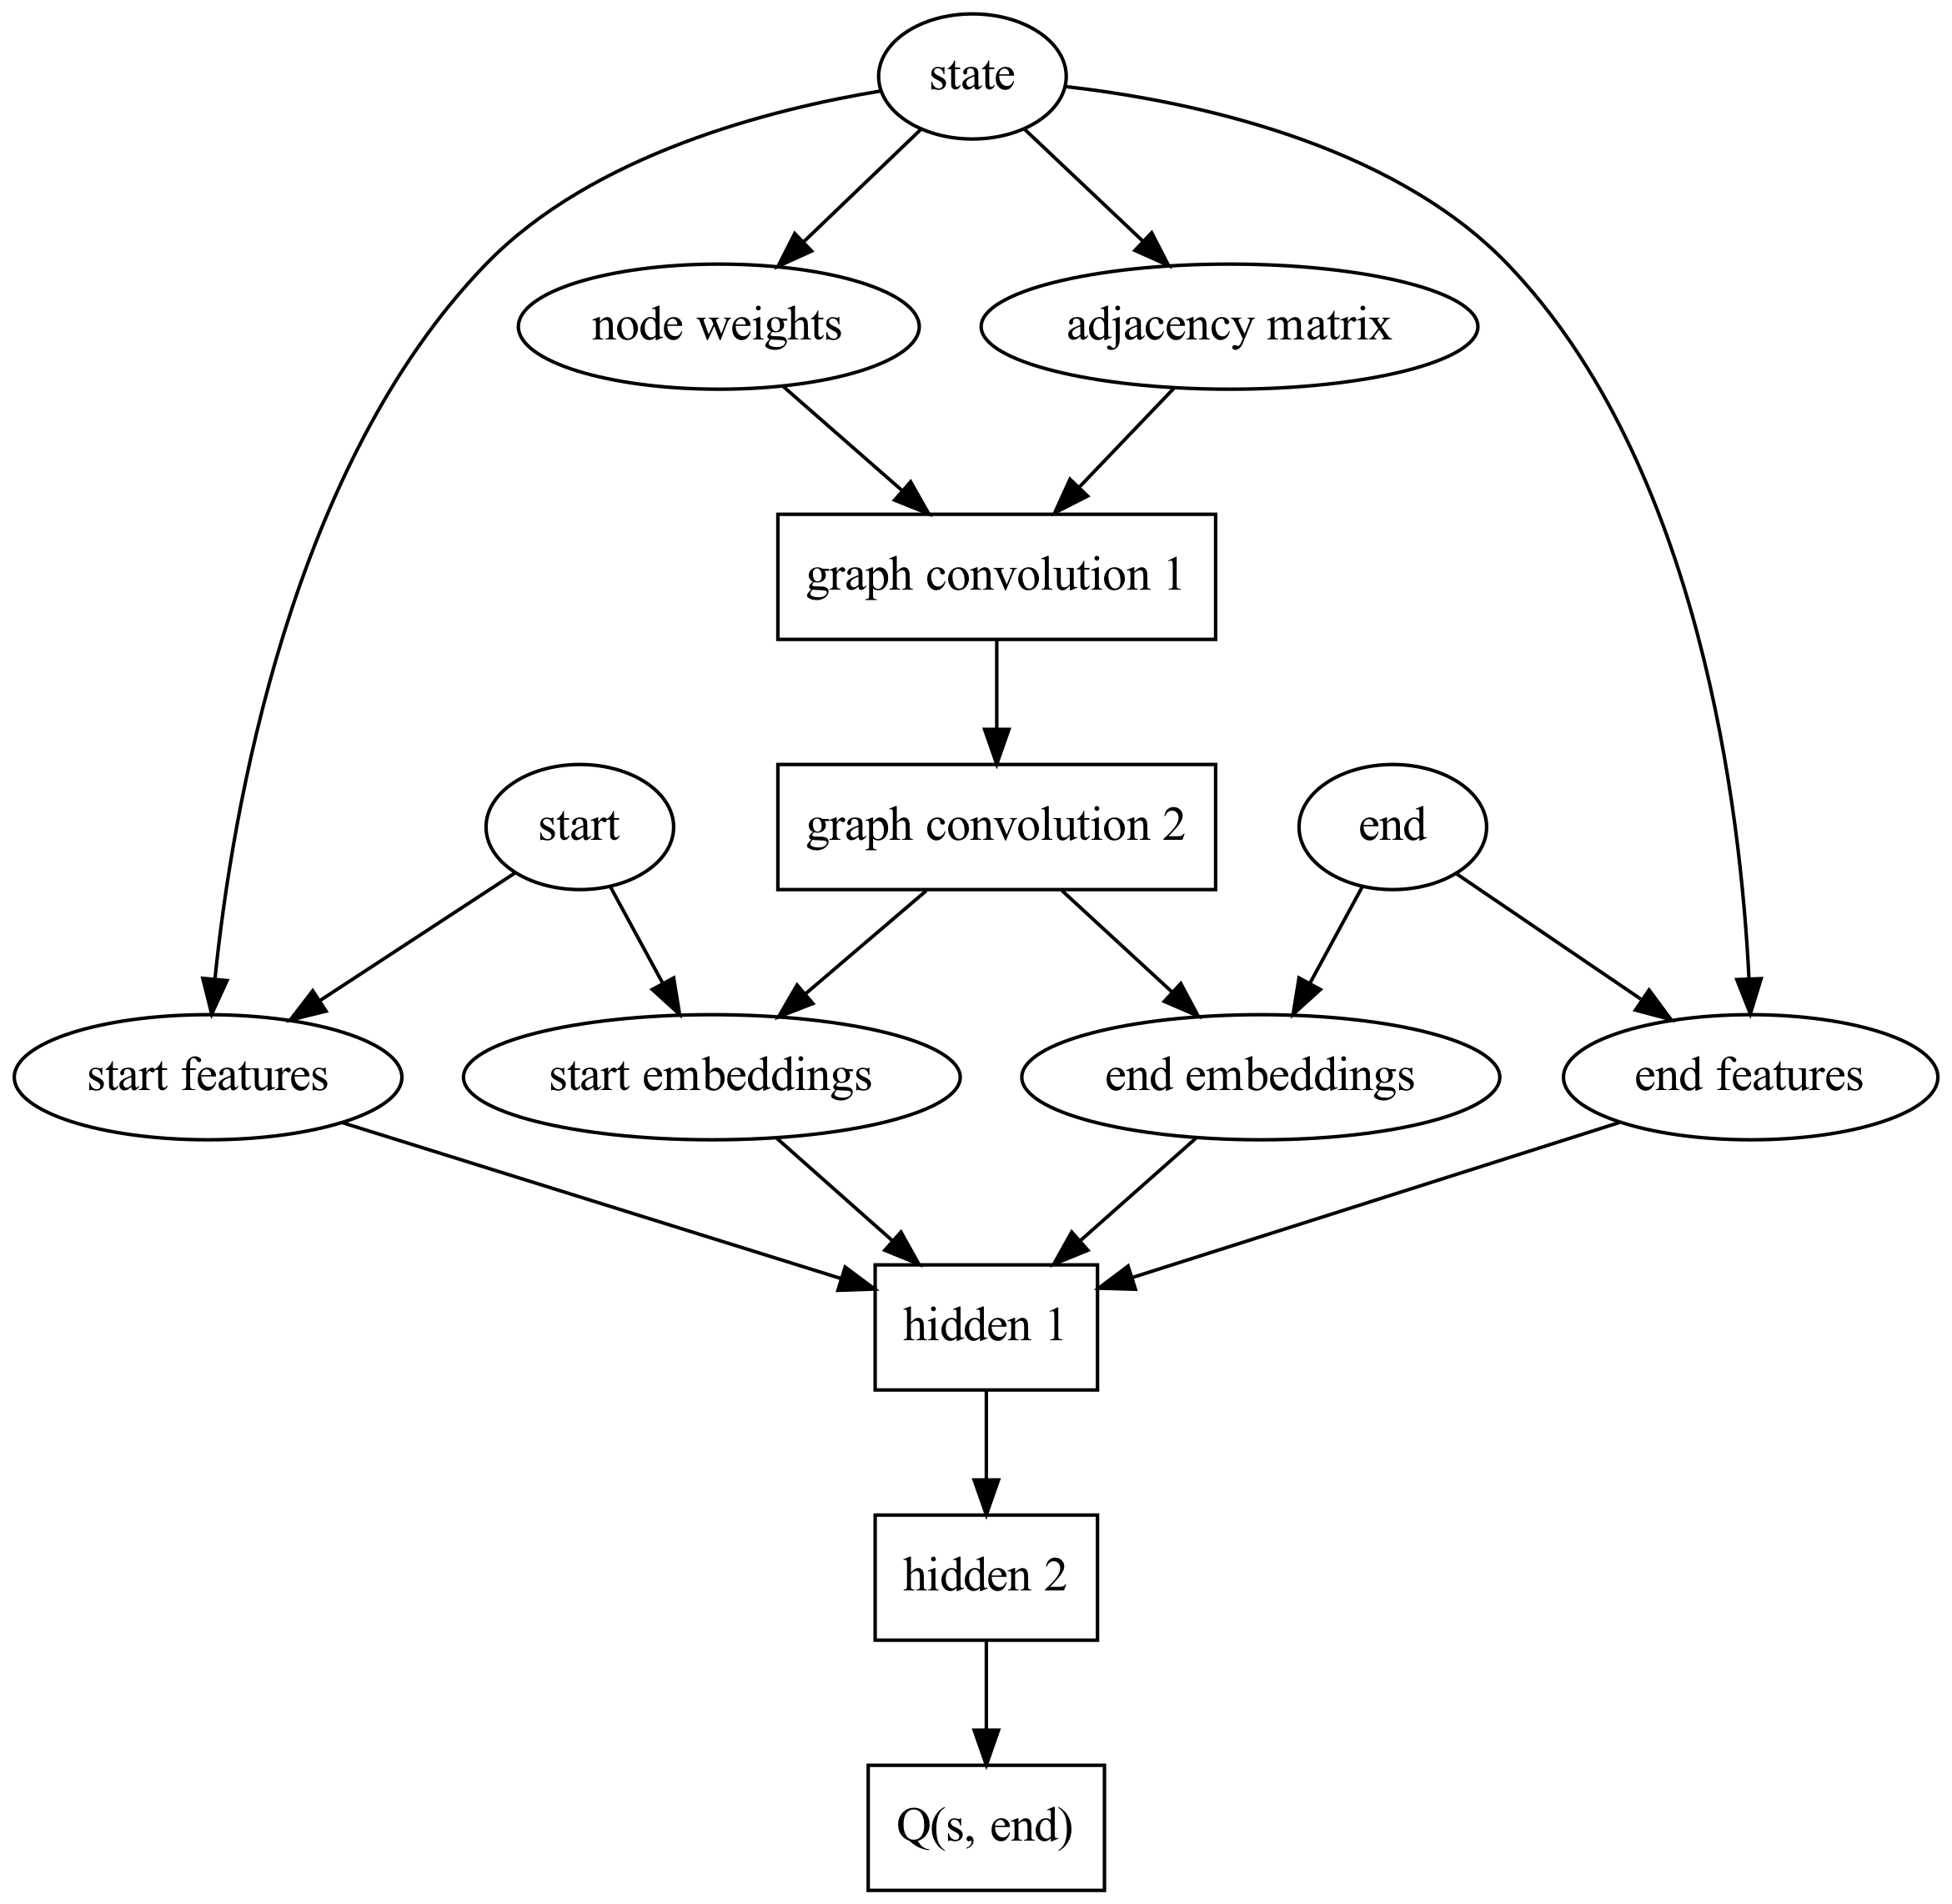 state
node weights
adjacency matrix
graph convolution 1
start
graph convolution 2
end
start features
start embeddings
end embeddings
end features
hidden 1
hidden 2
Q(s, end)